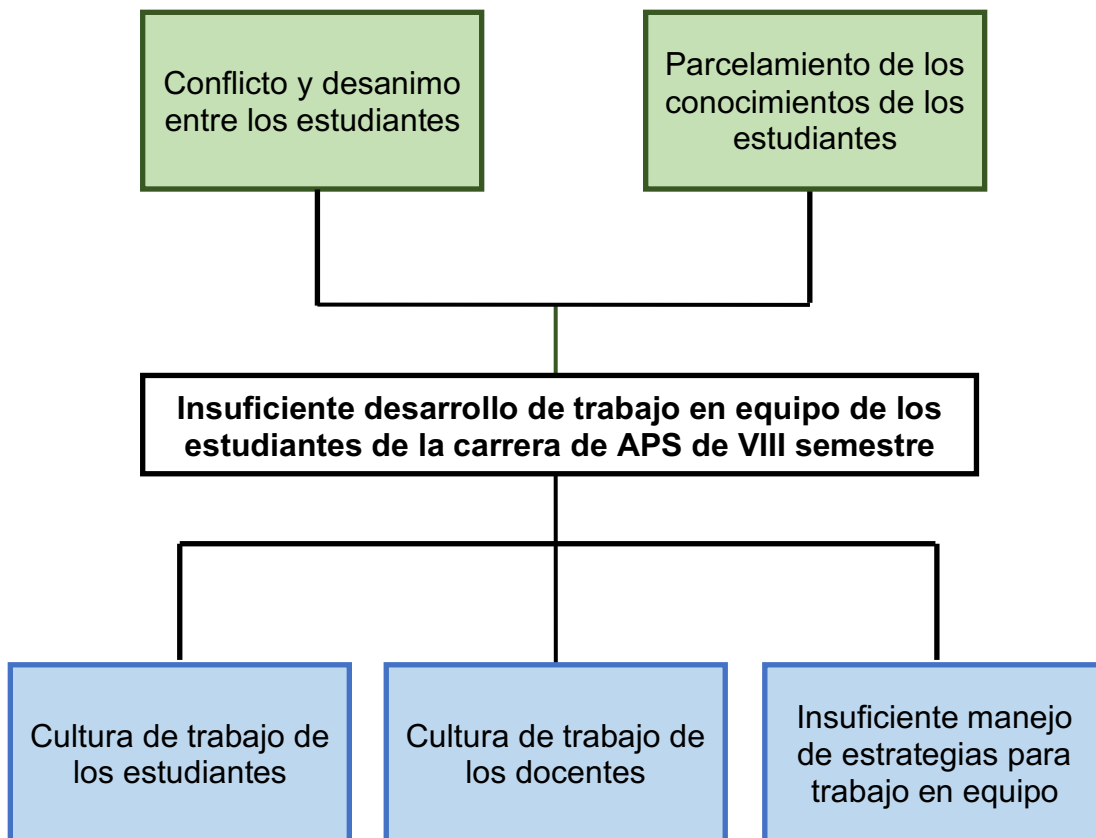 Conflicto y desanimo
entre los estudiantes
Parcelamiento de los
conocimientos de los
estudiantes
Insuficiente desarrollo de trabajo en equipo de los
estudiantes de la carrera de APS de VIII semestre
Cultura de trabajo de
los estudiantes
Cultura de trabajo de
los docentes
Insuficiente manejo
de estrategias para
trabajo en equipo